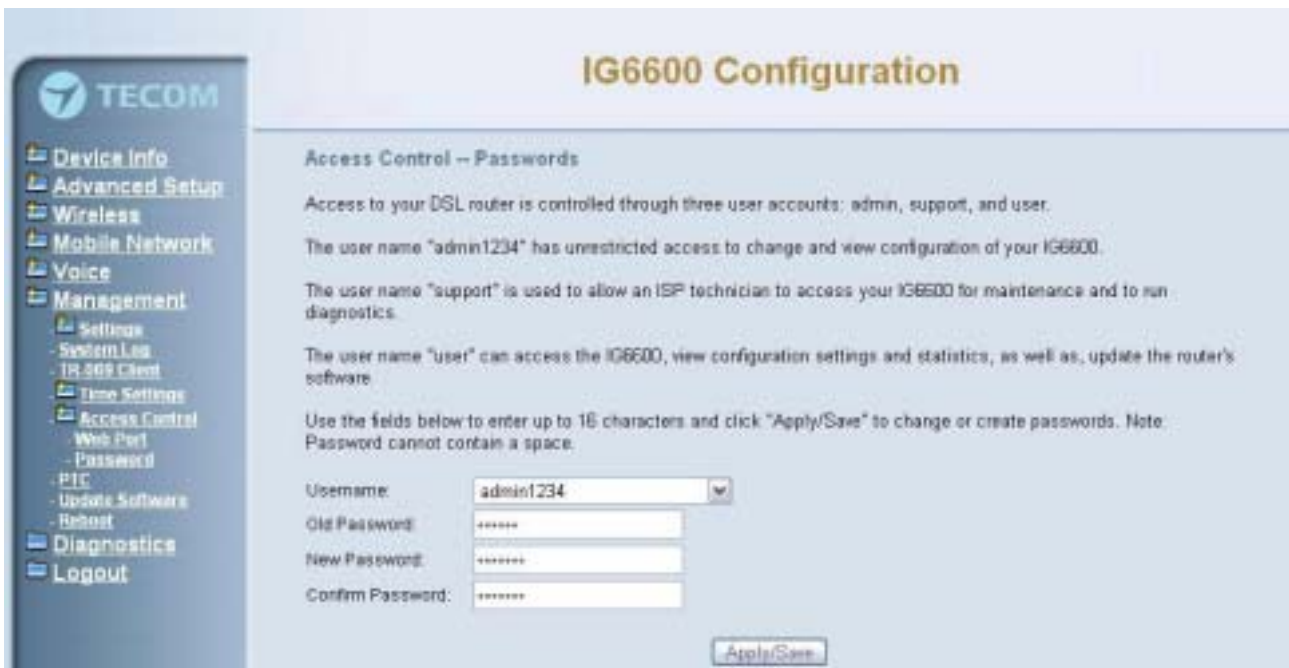 TECOM
IG6600 Configuration
Device Info
Advanced Setup
Wireless
Mobile Network
Voice
Management
Settings
- System Log
- TR-069 Client
Time Settings
Access Control
Web Port
- Password
- PTC
- Update Software
- Reboot
Diagnostics
Logout
Access Control -- Passwords
Access to your DSL router is controlled through three user accounts: admin, support, and user.
The user name "admin1234" has unrestricted access to change and view configuration of your IG6600.
The user name "support" is used to allow an ISP technician to access your IG6600 for maintenance and to run
diagnostics.
The user name "user" can access the IG6600, view configuration settings and statistics, as well as, update the router's
software.
Use the fields below to enter up to 16 characters and click "Apply/Save" to change or create passwords. Note:
Password cannot contain a space.
Username: admin1234
Old Password: ••••••
New Password: •••••••
Confirm Password: •••••••
Apply/Save